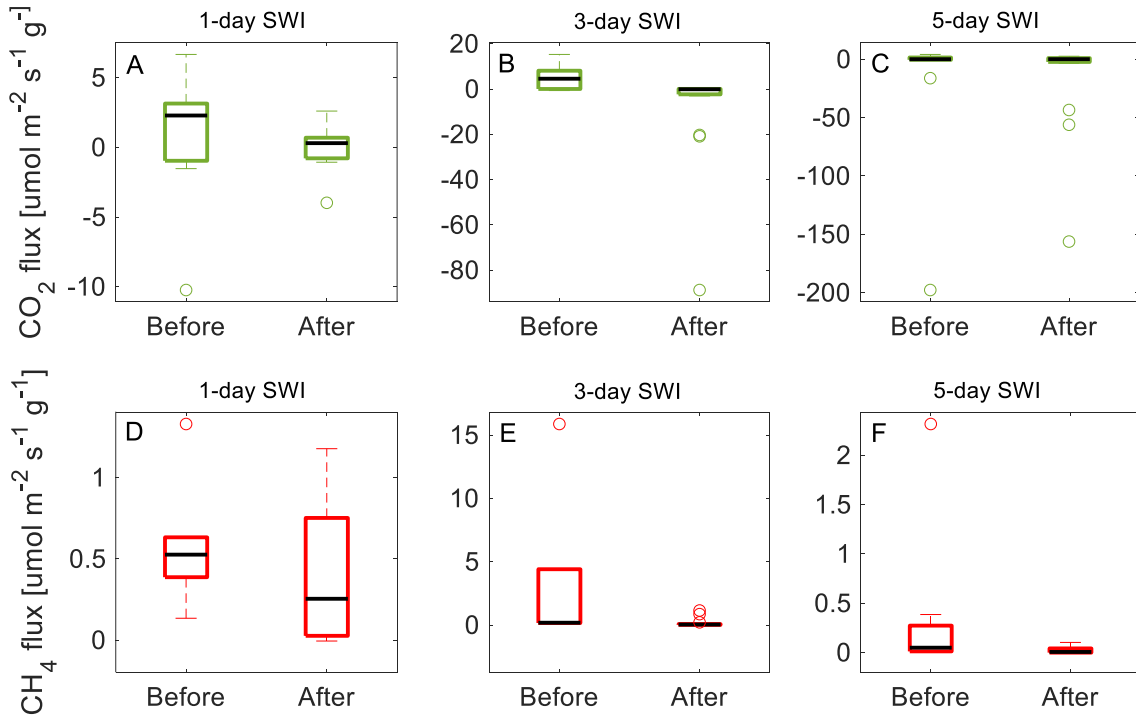 1-day SWI
3-day SWI
5-day SWI
CO2 flux [umol m-2 s-1 g-1]
A
5
0
-5
-10
Before After
B
20
0
-20
-40
-60
-80
Before After
C
0
-50
-100
-150
-200
Before After
1-day SWI
3-day SWI
5-day SWI
CH4 flux [umol m-2 s-1 g-1]
D
1
0.5
0
Before After
E
15
10
5
0
Before After
F
2
1.5
1
0.5
0
Before After